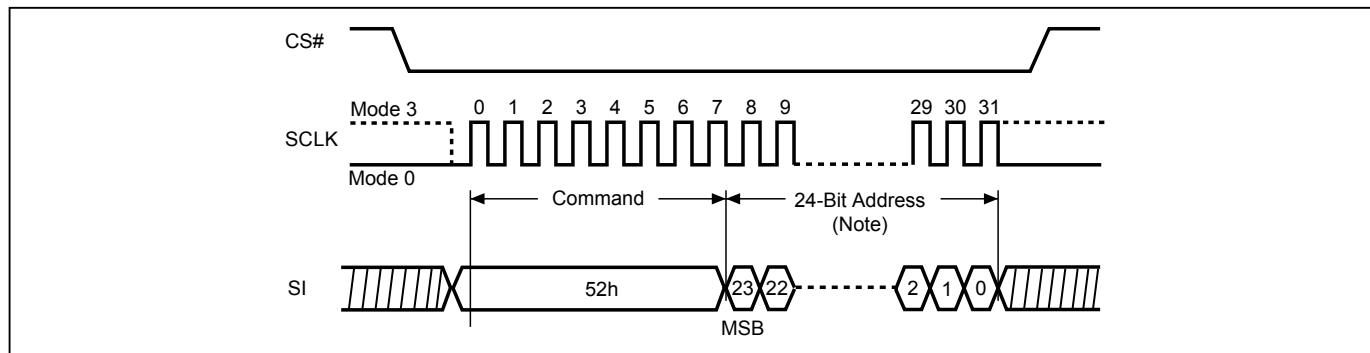 CS#
Mode 3
0 1 2 3 4 5 6 7 8 9 29 30 31
SCLK
Mode 0
Command
24-Bit Address
(Note)
SI
52h
23 22
2 1 0
MSB